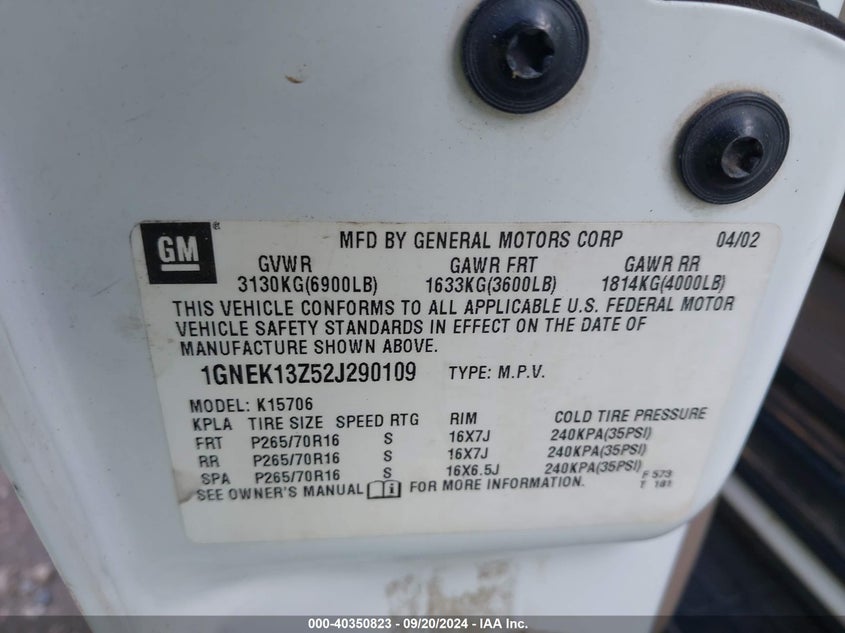 GM ®
MFD BY GENERAL MOTORS CORP 04/02
GVWR GAWR FRT GAWR RR
3130KG(6900LB) 1633KG(3600LB) 1814KG(4000LB)
THIS VEHICLE CONFORMS TO ALL APPLICABLE U.S. FEDERAL MOTOR
VEHICLE SAFETY STANDARDS IN EFFECT ON THE DATE OF
MANUFACTURE SHOWN ABOVE.
1GNEK13Z52J290109 TYPE: M.P.V.
MODEL: K15706
KPLA TIRE SIZE SPEED RTG RIM COLD TIRE PRESSURE
FRT P265/70R16 S 16X7J 240KPA(35PSI)
RR P265/70R16 S 16X7J 240KPA(35PSI)
SPA P265/70R16 S 16X6.5J 240KPA(35PSI)
SEE OWNER'S MANUAL i FOR MORE INFORMATION.
F 573
T 181
000-40350823 - 09/20/2024 - IAA Inc.